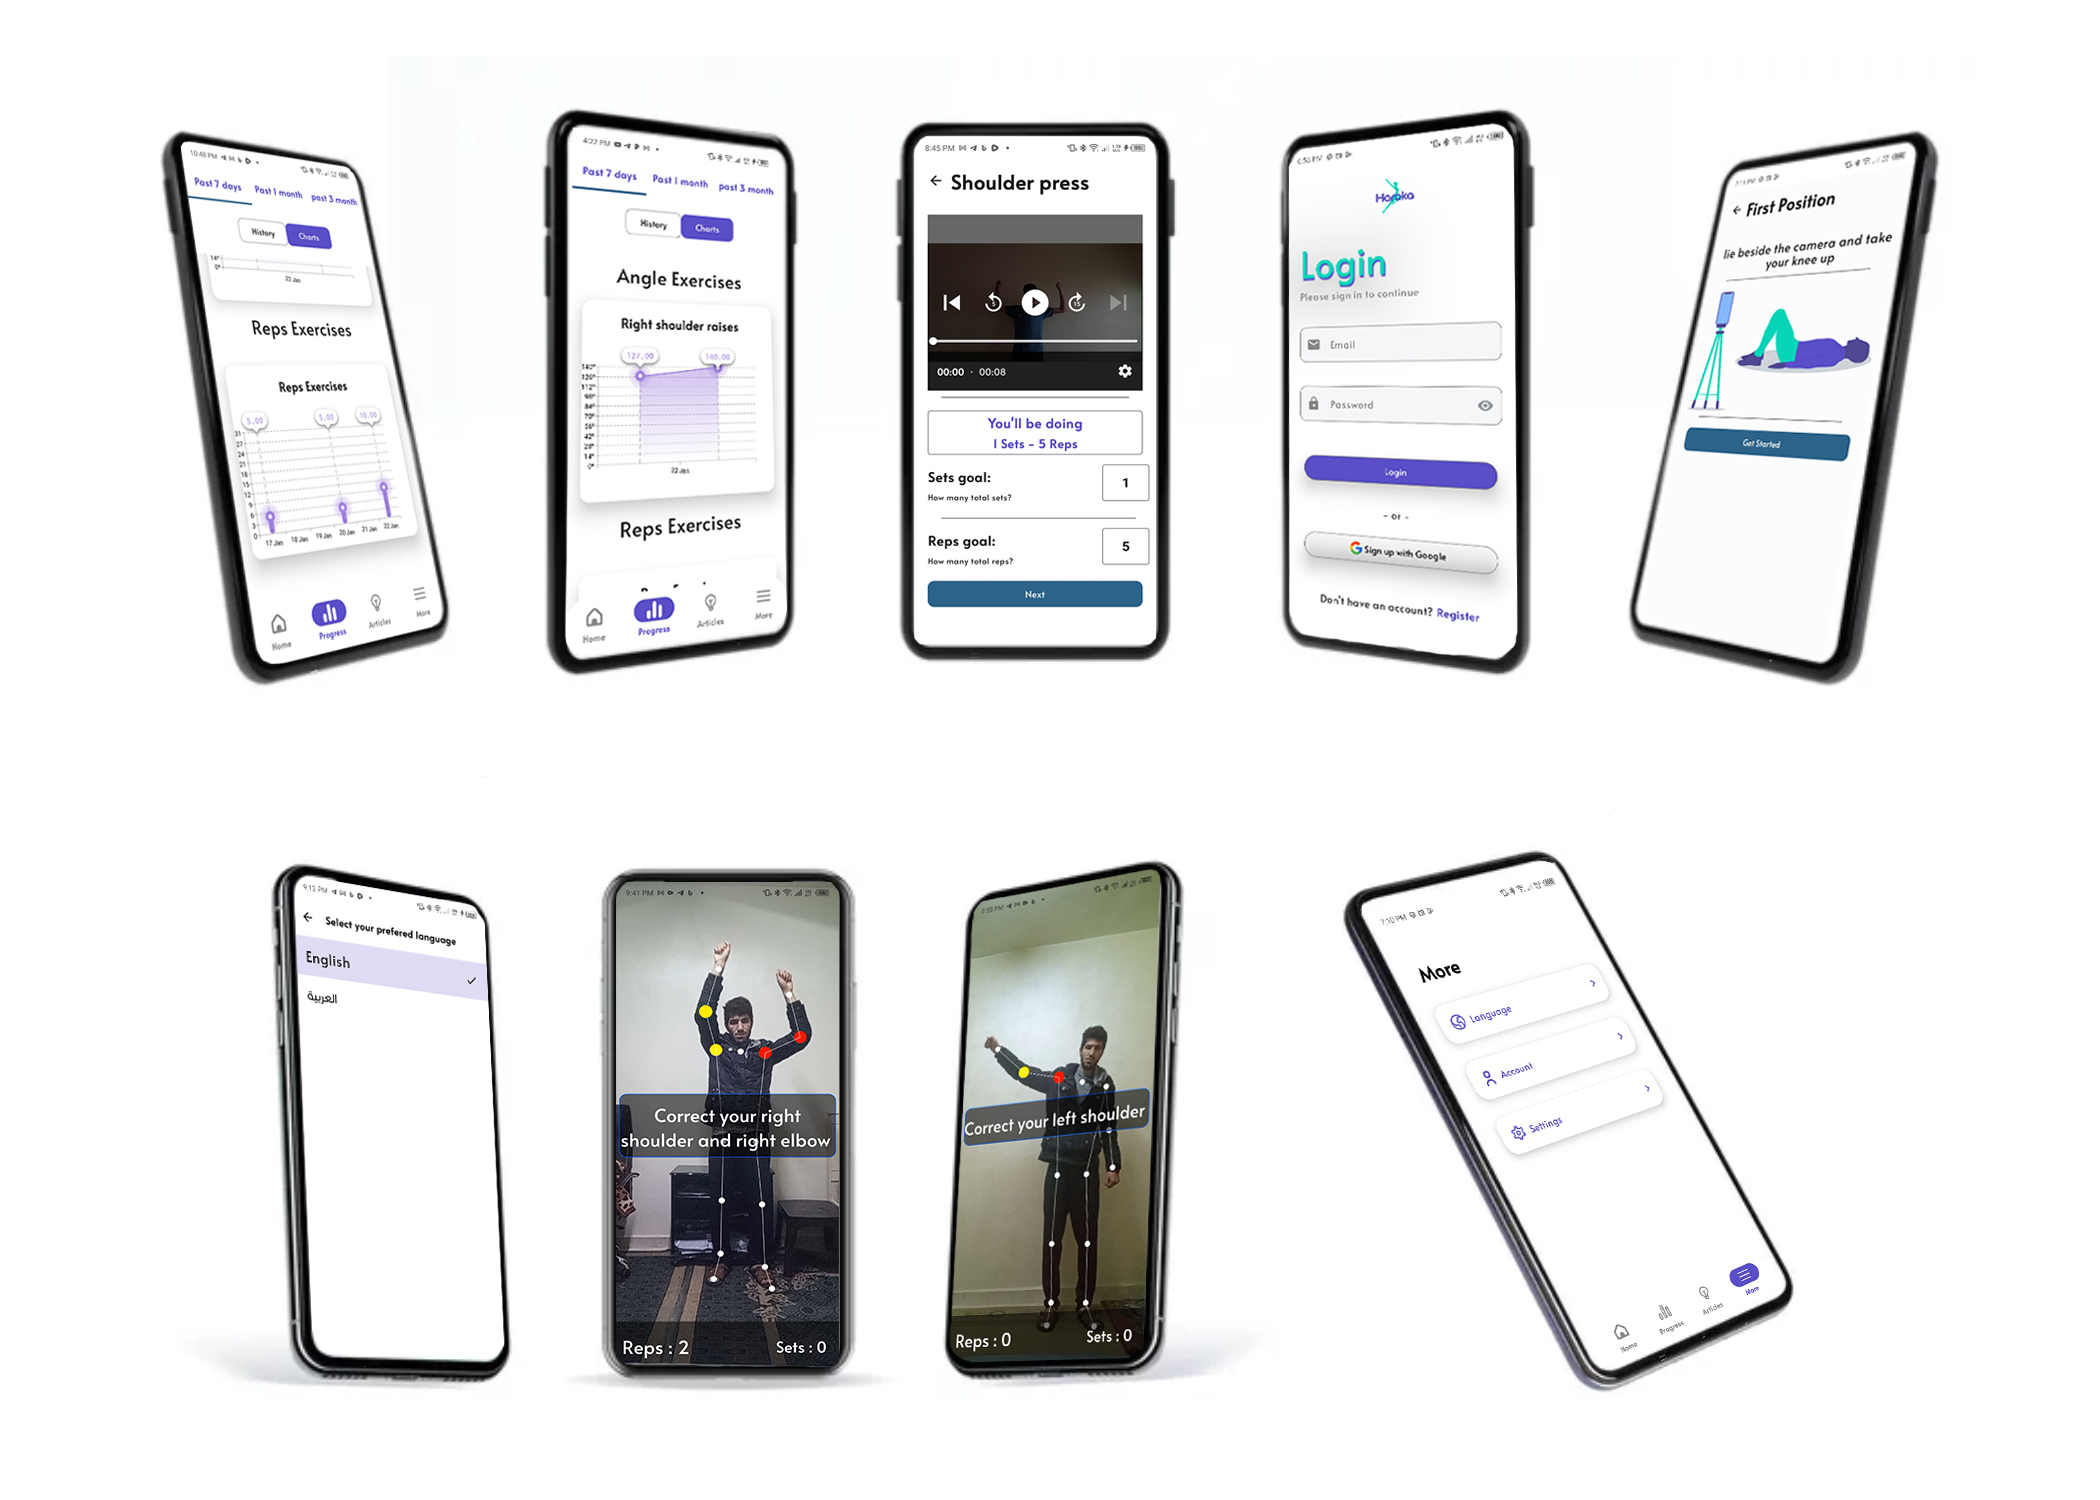 10:48 PM
Past 7 days Past 1 month past 3 month
History Charts
14°
0°
22 Jan
Reps Exercises
Reps Exercises
5.00 5.00 10.00
31
27
24
21
18
15
12
9
6
3
0
17 Jan 18 Jan 19 Jan 20 Jan 21 Jan 22 Jan
Home Progress Articles More
4:22 PM
Past 7 days Past 1 month past 3 month
History Charts
Angle Exercises
Right shoulder raises
127.00 140.00
140°
126°
112°
98°
84°
70°
56°
42°
28°
14°
0°
22 Jan
Reps Exercises
Home Progress Articles More
8:45 PM
Shoulder press
5 15
00:00 · 00:08
You'll be doing
1 Sets - 5 Reps
Sets goal:
How many total sets?
1
Reps goal:
How many total reps?
5
Next
Haraka
Login
Please sign in to continue
Email
Password
Login
- or -
Sign up with Google
Don't have an account? Register
First Position
lie beside the camera and take
your knee up
Get Started
9:12 PM
Select your prefered language
English
العربية
9:41 PM
Correct your right
shoulder and right elbow
Reps : 2 Sets : 0
Correct your left shoulder
Reps : 0 Sets : 0
7:10 PM
More
Language
Account
Settings
Home Progress Articles More